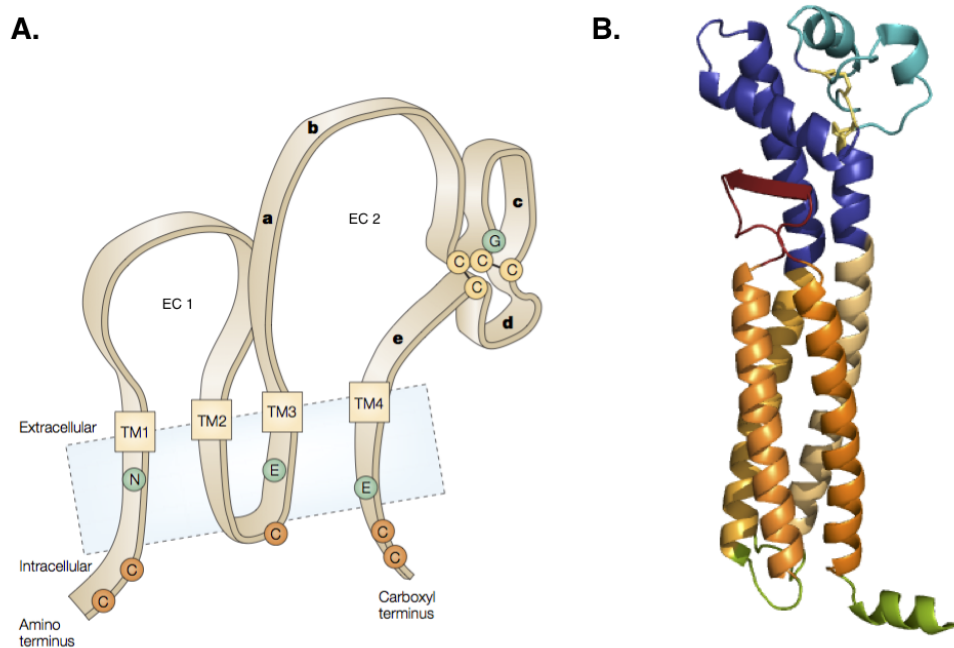 A.
B.
b
c
a
EC 2
G
EC 1
C
C
C
C
d
e
TM4
TM3
TM2
TM1
Extracellular
E
N
E
C
C
Intracellular
C
C
C
Carboxyl
terminus
Amino
terminus